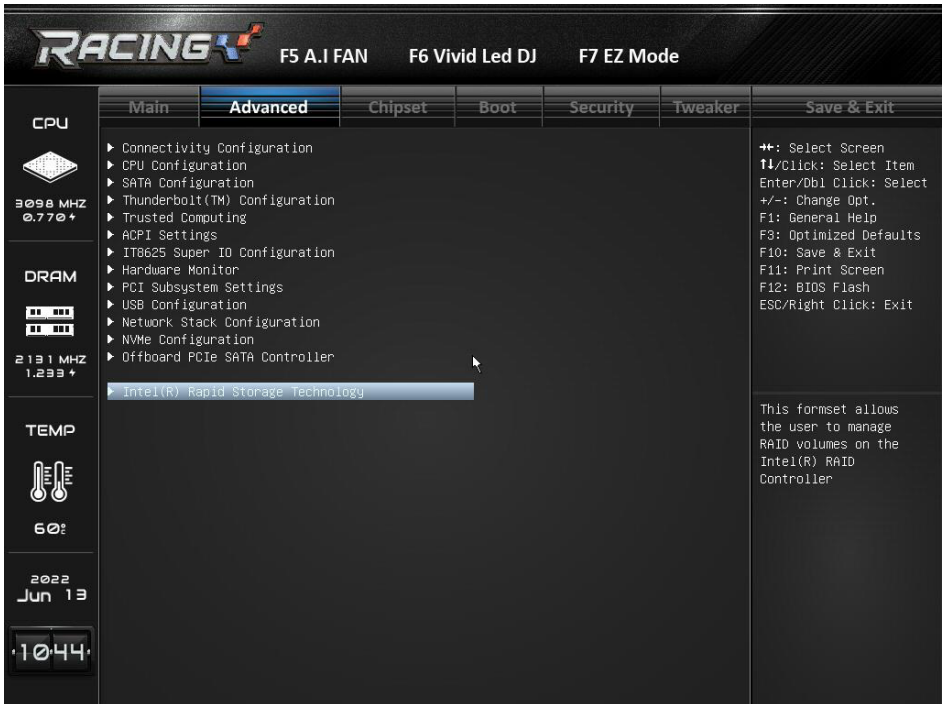 RACING
F5 A.I FAN F6 Vivid Led DJ F7 EZ Mode
Main Advanced Chipset Boot Security Tweaker Save & Exit
CPU
3098 MHZ
0.770
DRAM
2131 MHZ
1.233
TEMP
60°C
2022
Jun 13
10:44
Connectivity Configuration
CPU Configuration
SATA Configuration
Thunderbolt(TM) Configuration
Trusted Computing
ACPI Settings
IT8625 Super IO Configuration
Hardware Monitor
PCI Subsystem Settings
USB Configuration
Network Stack Configuration
NVMe Configuration
Offboard PCIe SATA Controller
Intel(R) Rapid Storage Technology
→←: Select Screen
↑↓/Click: Select Item
Enter/Dbl Click: Select
+/-: Change Opt.
F1: General Help
F3: Optimized Defaults
F10: Save & Exit
F11: Print Screen
F12: BIOS Flash
ESC/Right Click: Exit
This formset allows
the user to manage
RAID volumes on the
Intel(R) RAID
Controller